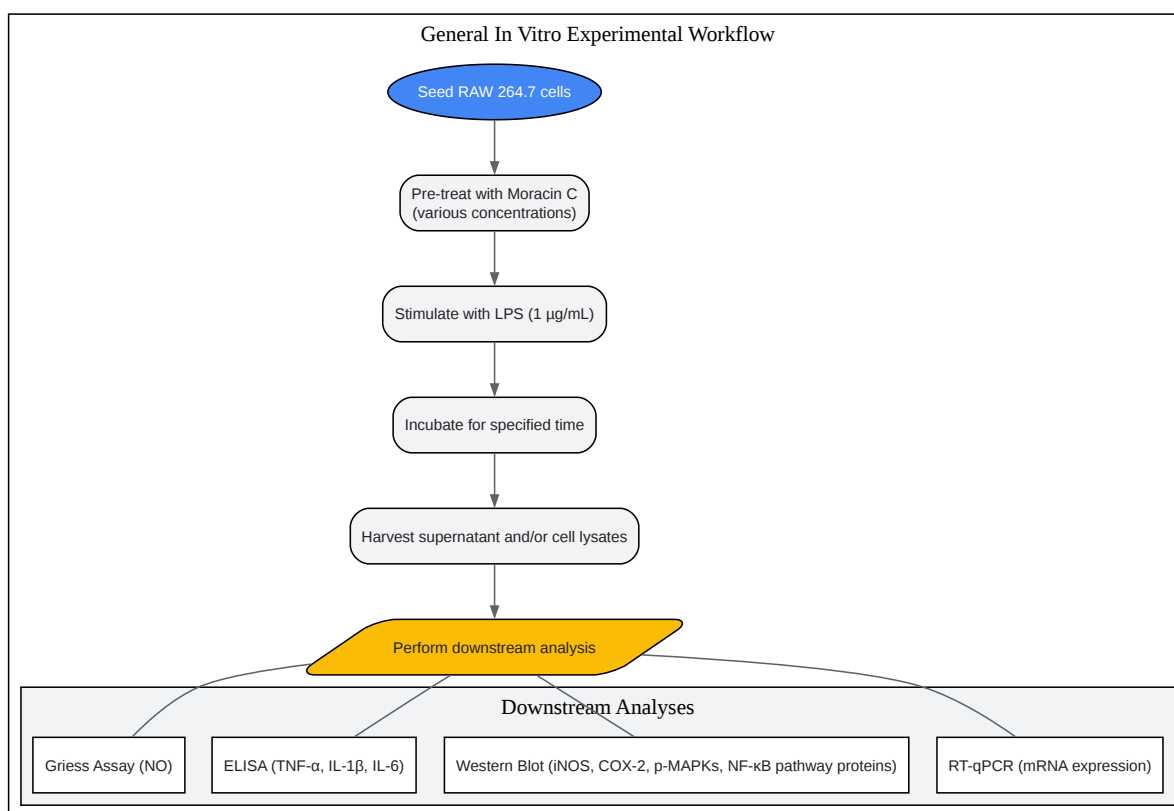 General In Vitro Experimental Workflow
Seed RAW 264.7 cells
Pre-treat with Moracin C
(various concentrations)
Stimulate with LPS (1 µg/mL)
Incubate for specified time
Harvest supernatant and/or cell lysates
Perform downstream analysis
Downstream Analyses
Griess Assay (NO)
ELISA (TNF-α, IL-1β, IL-6)
Western Blot (iNOS, COX-2, p-MAPKs, NF-κB pathway proteins)
RT-qPCR (mRNA expression)